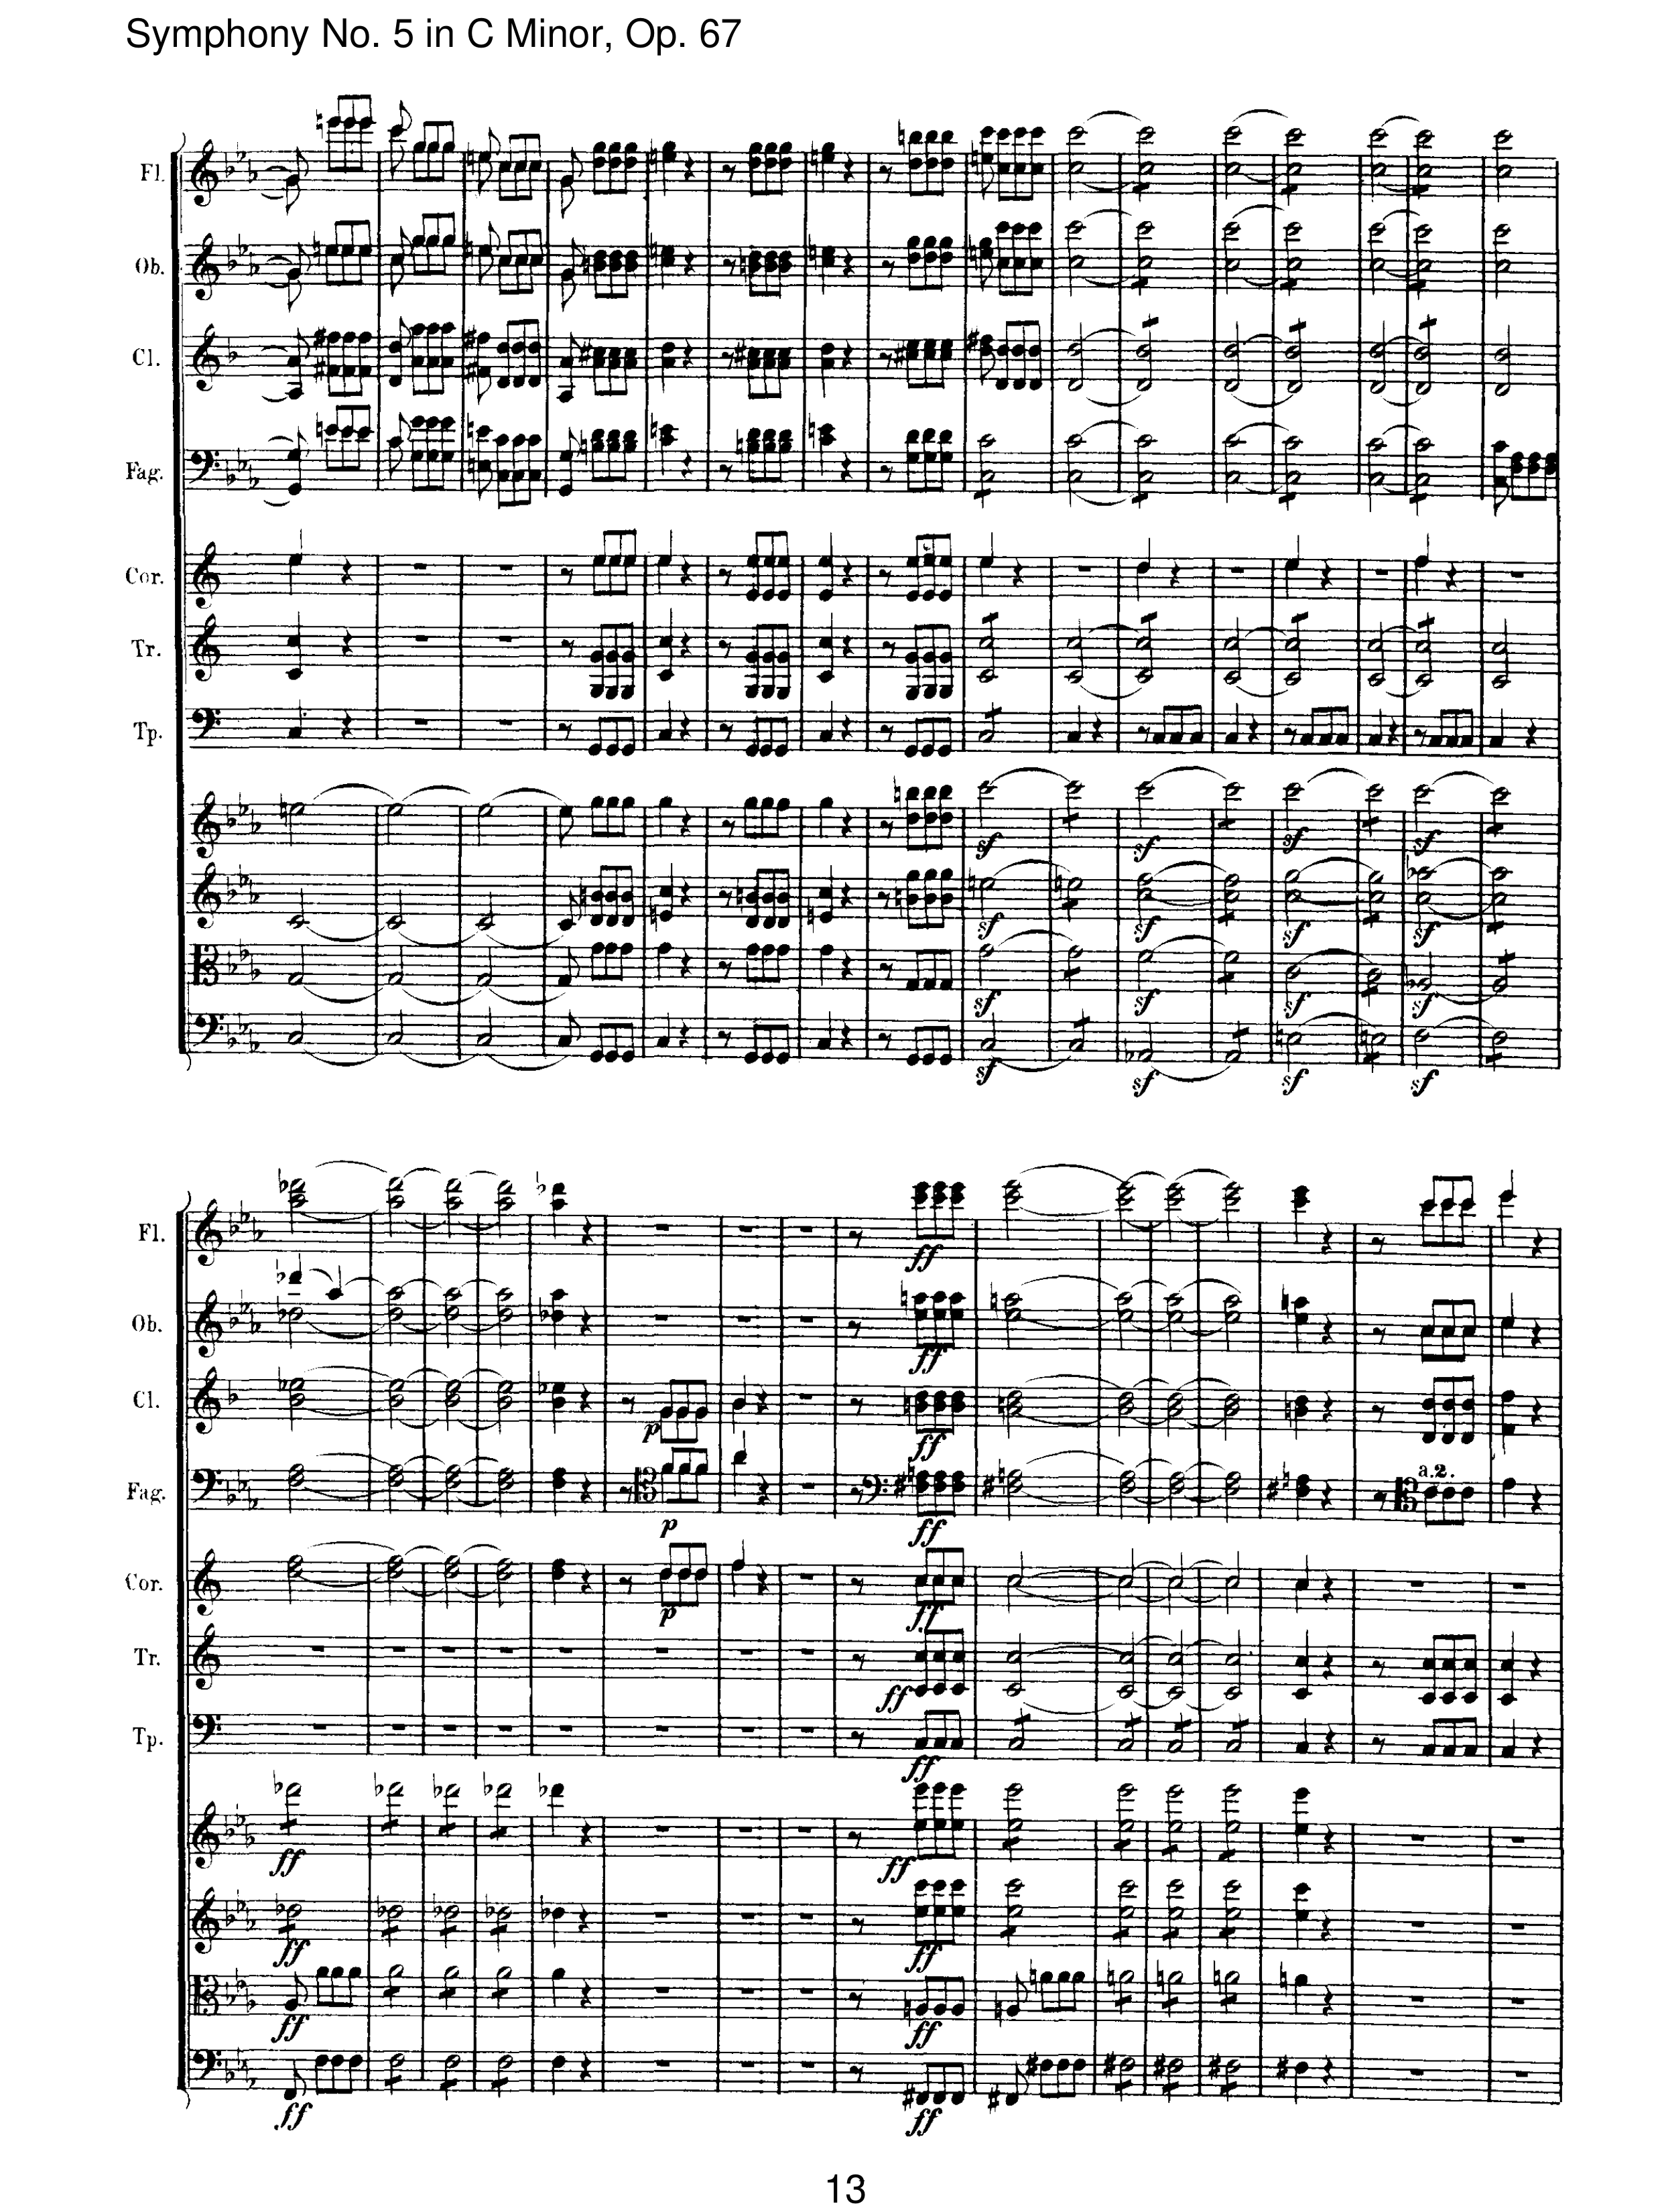 Symphony No. 5 in C Minor, Op. 67
Fl.
Ob.
Cl.
Fag.
Cor.
Tr.
Tp.
sf sf sf sf
sf sf sf sf
sf sf sf sf
sf sf sf sf
Fl.
ff
Ob.
ff
Cl.
p ff
Fag.
p ff
a.2.
Cor.
p ff
Tr.
ff
Tp.
ff
ff ff
ff ff
ff ff
ff ff
13